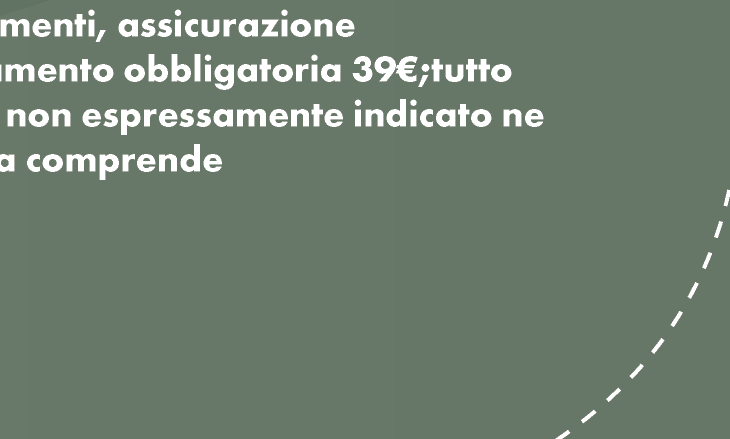 menti, assicurazione
amento obbligatoria 39€;tutto
non espressamente indicato ne
a comprende